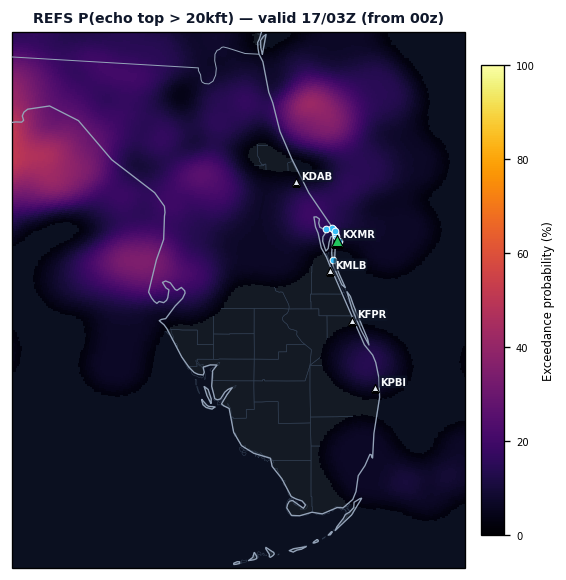 REFS P(echo top > 20kft) — valid 17/03Z (from 00z)
KDAB
KXMR
KMLB
KFPR
KPBI
100
80
60
40
20
0
Exceedance probability (%)